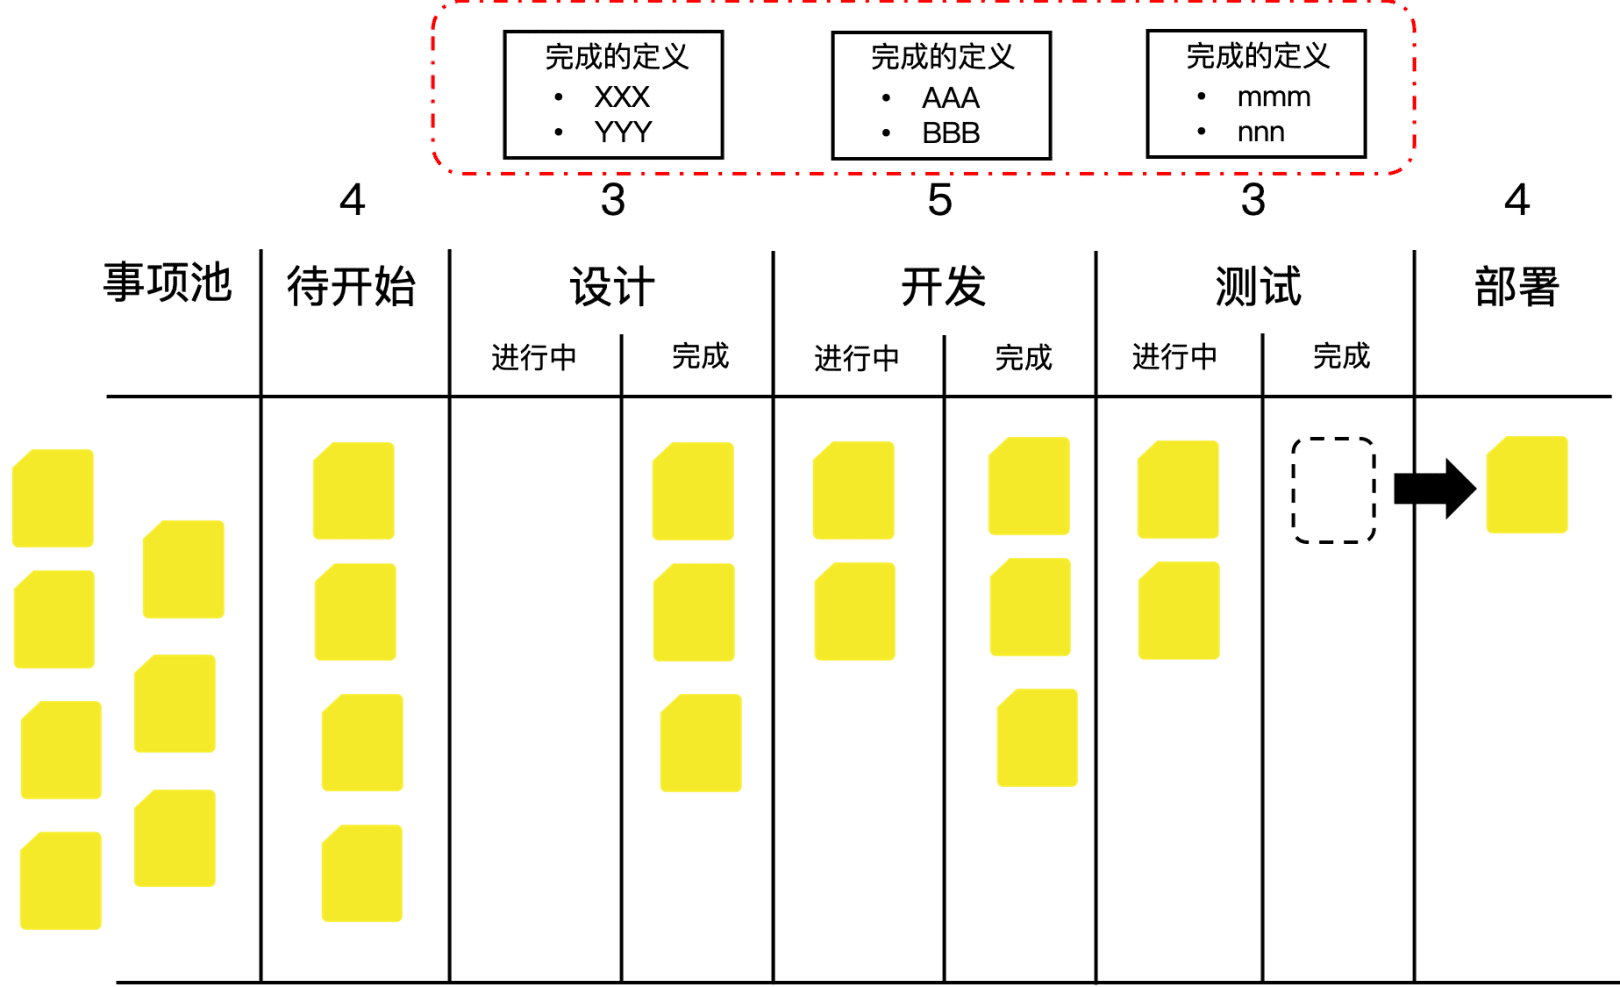 完成的定义
• XXX
• YYY
完成的定义
• AAA
• BBB
完成的定义
• mmm
• nnn
4 3 5 3 4
事项池 待开始 设计 开发 测试 部署
进行中 完成 进行中 完成 进行中 完成